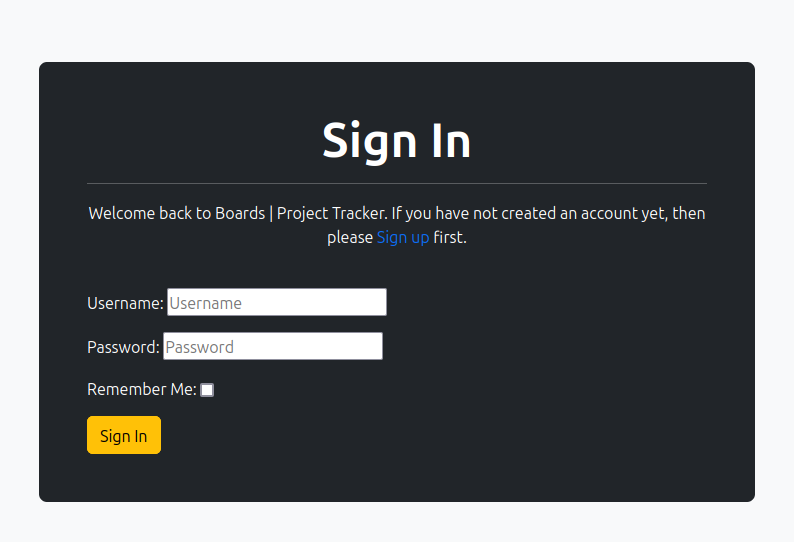 Sign In
Welcome back to Boards | Project Tracker. If you have not created an account yet, then
please Sign up first.
Username: Username
Password: Password
Remember Me:
Sign In